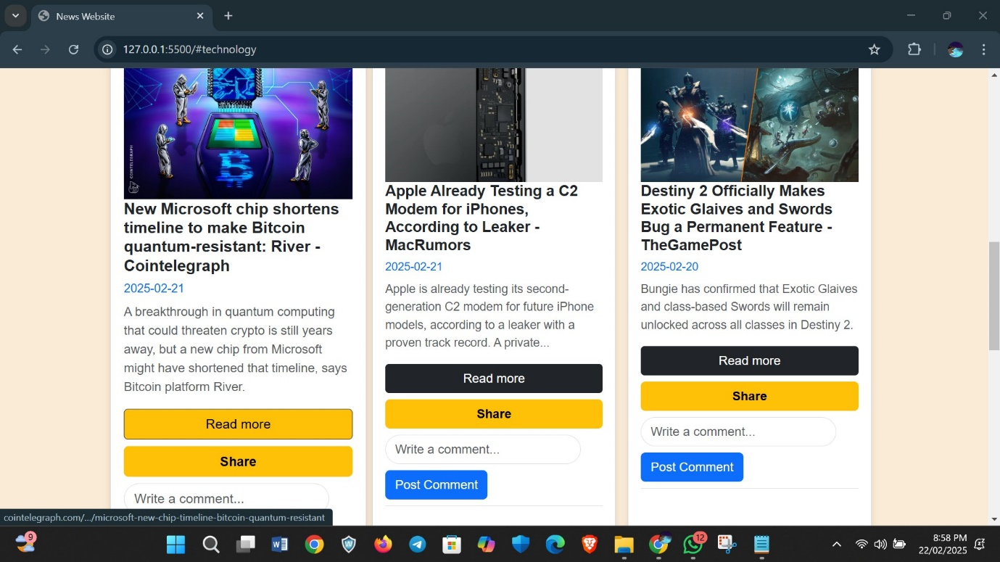 News Website
127.0.0.1:5500/#technology
COINTELEGRAPH
New Microsoft chip shortens
timeline to make Bitcoin
quantum-resistant: River -
Cointelegraph
2025-02-21
A breakthrough in quantum computing
that could threaten crypto is still years
away, but a new chip from Microsoft
might have shortened that timeline, says
Bitcoin platform River.
Read more
Share
Write a comment...
Apple Already Testing a C2
Modem for iPhones,
According to Leaker -
MacRumors
2025-02-21
Apple is already testing its second-
generation C2 modem for future iPhone
models, according to a leaker with a
proven track record. A private...
Read more
Share
Write a comment...
Post Comment
Destiny 2 Officially Makes
Exotic Glaives and Swords
Bug a Permanent Feature -
TheGamePost
2025-02-20
Bungie has confirmed that Exotic Glaives
and class-based Swords will remain
unlocked across all classes in Destiny 2.
Read more
Share
Write a comment...
Post Comment
cointelegraph.com/.../microsoft-new-chip-timeline-bitcoin-quantum-resistant
9
12
8:58 PM
22/02/2025